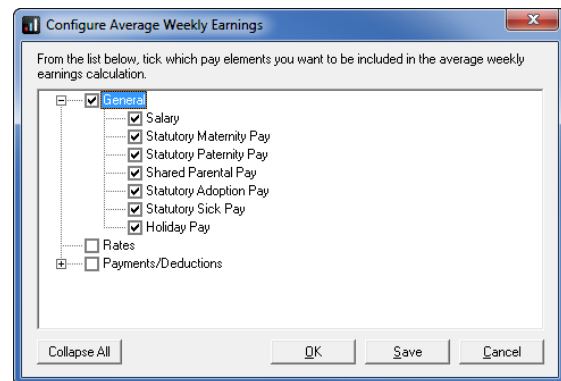 Configure Average Weekly Earnings
From the list below, tick which pay elements you want to be included in the average weekly
earnings calculation.
General
Salary
Statutory Maternity Pay
Statutory Paternity Pay
Shared Parental Pay
Statutory Adoption Pay
Statutory Sick Pay
Holiday Pay
Rates
Payments/Deductions
Collapse All OK Save Cancel